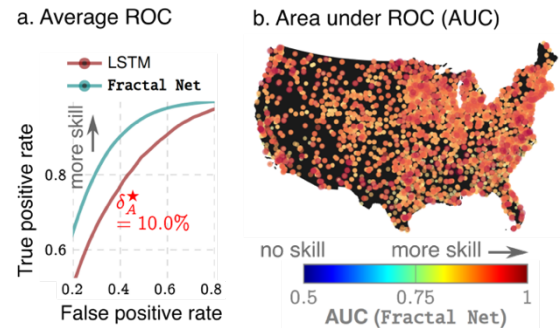 a. Average ROC
LSTM
Fractal Net
more skill
True positive rate
0.8
0.6
δ★A
= 10.0%
0.2 0.4 0.6 0.8
False positive rate
b. Area under ROC (AUC)
no skill more skill
0.5 0.75 1
AUC (Fractal Net)